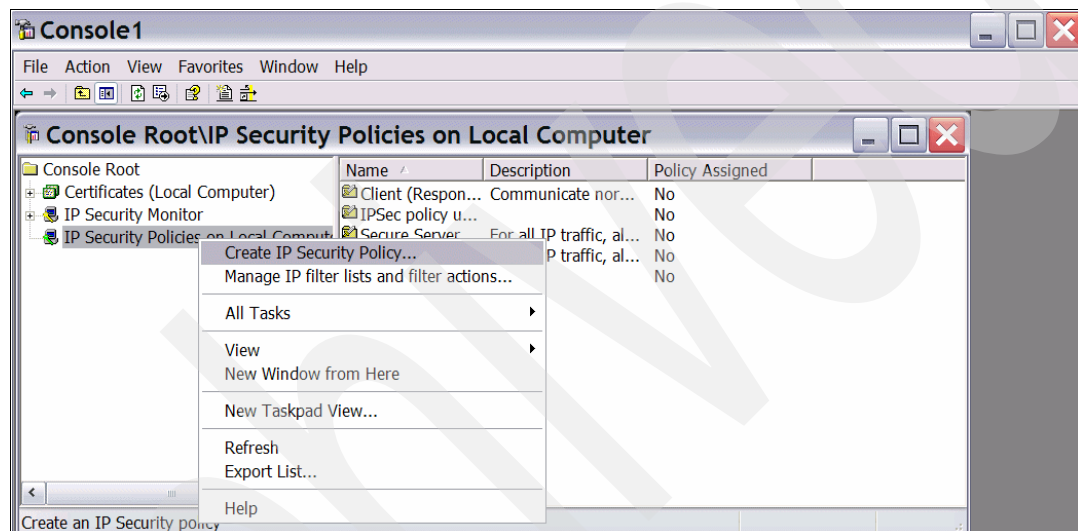 Console1
File Action View Favorites Window Help
Console Root\IP Security Policies on Local Computer
Console Root
Certificates (Local Computer)
IP Security Monitor
IP Security Policies on Local Compute
Name Description Policy Assigned
Client (Respon... Communicate nor... No
IPSec policy u... No
Secure Server For all IP traffic, al... No
P traffic, al... No
No
Create IP Security Policy...
Manage IP filter lists and filter actions...
All Tasks
View
New Window from Here
New Taskpad View...
Refresh
Export List...
Help
Create an IP Security policy